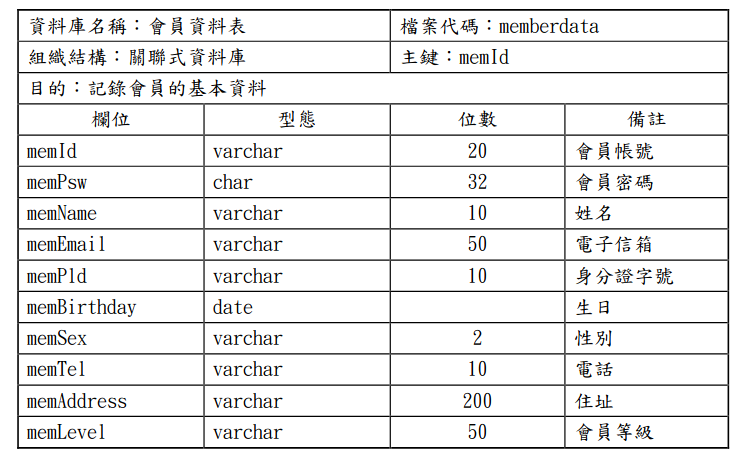 資料庫名稱：會員資料表 檔案代碼：memberdata
組織結構：關聯式資料庫 主鍵：memId
目的：記錄會員的基本資料
欄位 型態 位數 備註
memId varchar 20 會員帳號
memPsw char 32 會員密碼
memName varchar 10 姓名
memEmail varchar 50 電子信箱
memPld varchar 10 身分證字號
memBirthday date 生日
memSex varchar 2 性別
memTel varchar 10 電話
memAddress varchar 200 住址
memLevel varchar 50 會員等級